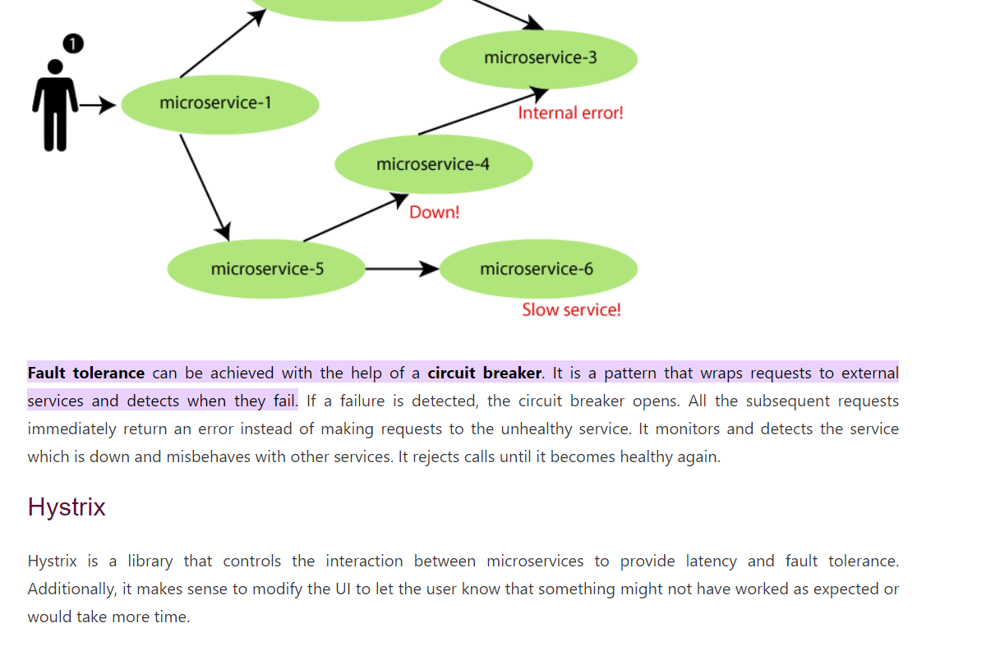 1
microservice-3
microservice-1
Internal error!
microservice-4
Down!
microservice-5
microservice-6
Slow service!
Fault tolerance can be achieved with the help of a circuit breaker. It is a pattern that wraps requests to external
services and detects when they fail. If a failure is detected, the circuit breaker opens. All the subsequent requests
immediately return an error instead of making requests to the unhealthy service. It monitors and detects the service
which is down and misbehaves with other services. It rejects calls until it becomes healthy again.
Hystrix
Hystrix is a library that controls the interaction between microservices to provide latency and fault tolerance.
Additionally, it makes sense to modify the UI to let the user know that something might not have worked as expected or
would take more time.